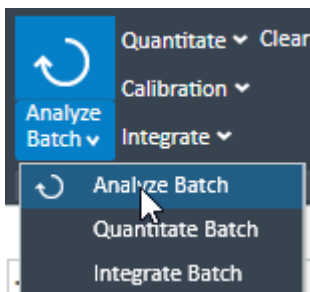 Quantitate Clear
Calibration
Analyze
Batch Integrate
Analyze Batch
Quantitate Batch
Integrate Batch